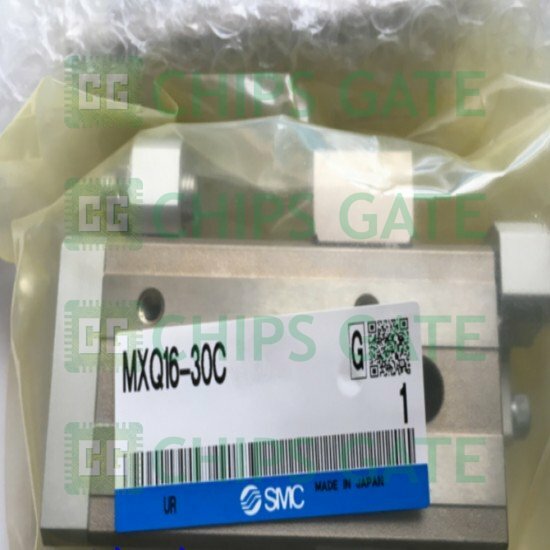 CHIPS GATE
CHIPS GATE
CHIPS GATE
CHIPS GATE
MXQ16-30C
G
1
UR
SMC
MADE IN JAPAN